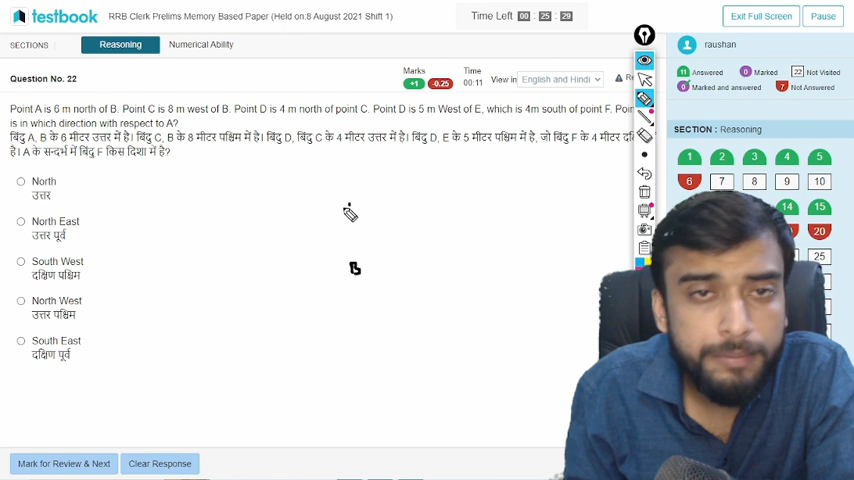 testbook
RRB Clerk Prelims Memory Based Paper (Held on:8 August 2021 Shift 1)
Time Left 00 : 25 : 29
Exit Full Screen
Pause
SECTIONS
Reasoning
Numerical Ability
raushan
Question No. 22
Marks
+1 -0.25
Time
00:11
View in
English and Hindi
Re
11 Answered
0 Marked
22 Not Visited
0 Marked and answered
7 Not Answered
Point A is 6 m north of B. Point C is 8 m west of B. Point D is 4 m north of point C. Point D is 5 m West of E, which is 4m south of point F.
is in which direction with respect to A?
बिंदु A, B के 6 मीटर उत्तर में है। बिंदु C, B के 8 मीटर पश्चिम में है। बिंदु D, बिंदु C के 4 मीटर उत्तर में है। बिंदु D, E के 5 मीटर पश्चिम में है, जो बिंदु F के 4 मीटर
है। A के सन्दर्भ में बिंदु F किस दिशा में है?
SECTION : Reasoning
1 2 3 4 5
6 7 8 9 10
14 15
20
25
North
उत्तर
North East
उत्तर पूर्व
South West
दक्षिण पश्चिम
North West
उत्तर पश्चिम
South East
दक्षिण पूर्व
B
Mark for Review & Next
Clear Response